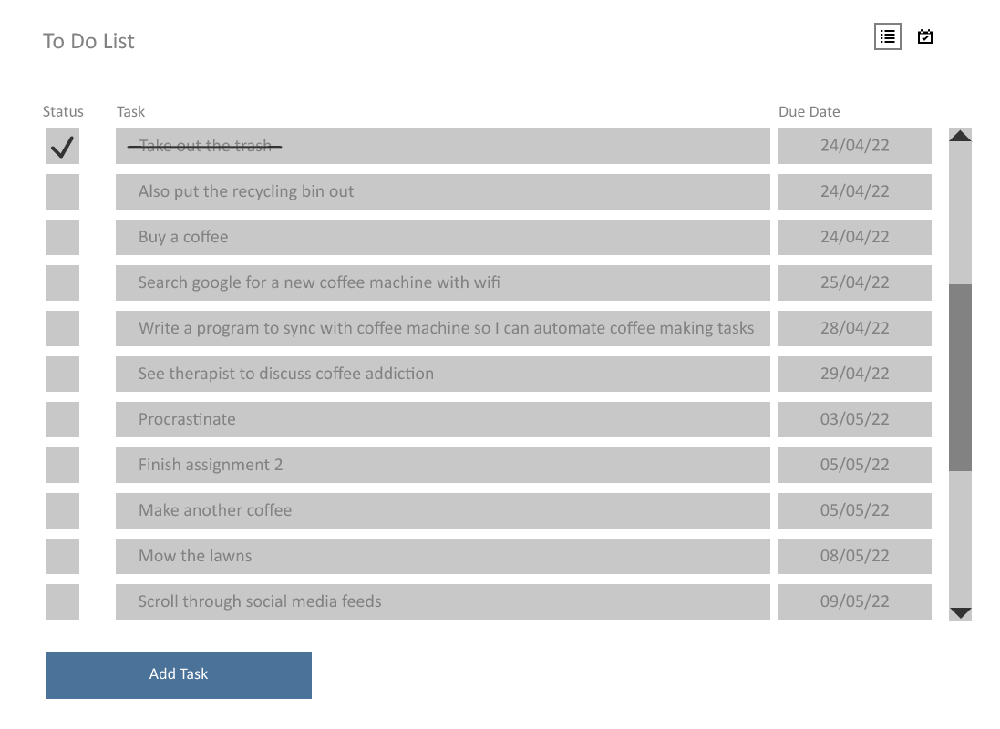 To Do List
Status Task Due Date
Take out the trash 24/04/22
Also put the recycling bin out 24/04/22
Buy a coffee 24/04/22
Search google for a new coffee machine with wifi 25/04/22
Write a program to sync with coffee machine so I can automate coffee making tasks 28/04/22
See therapist to discuss coffee addiction 29/04/22
Procrastinate 03/05/22
Finish assignment 2 05/05/22
Make another coffee 05/05/22
Mow the lawns 08/05/22
Scroll through social media feeds 09/05/22
Add Task